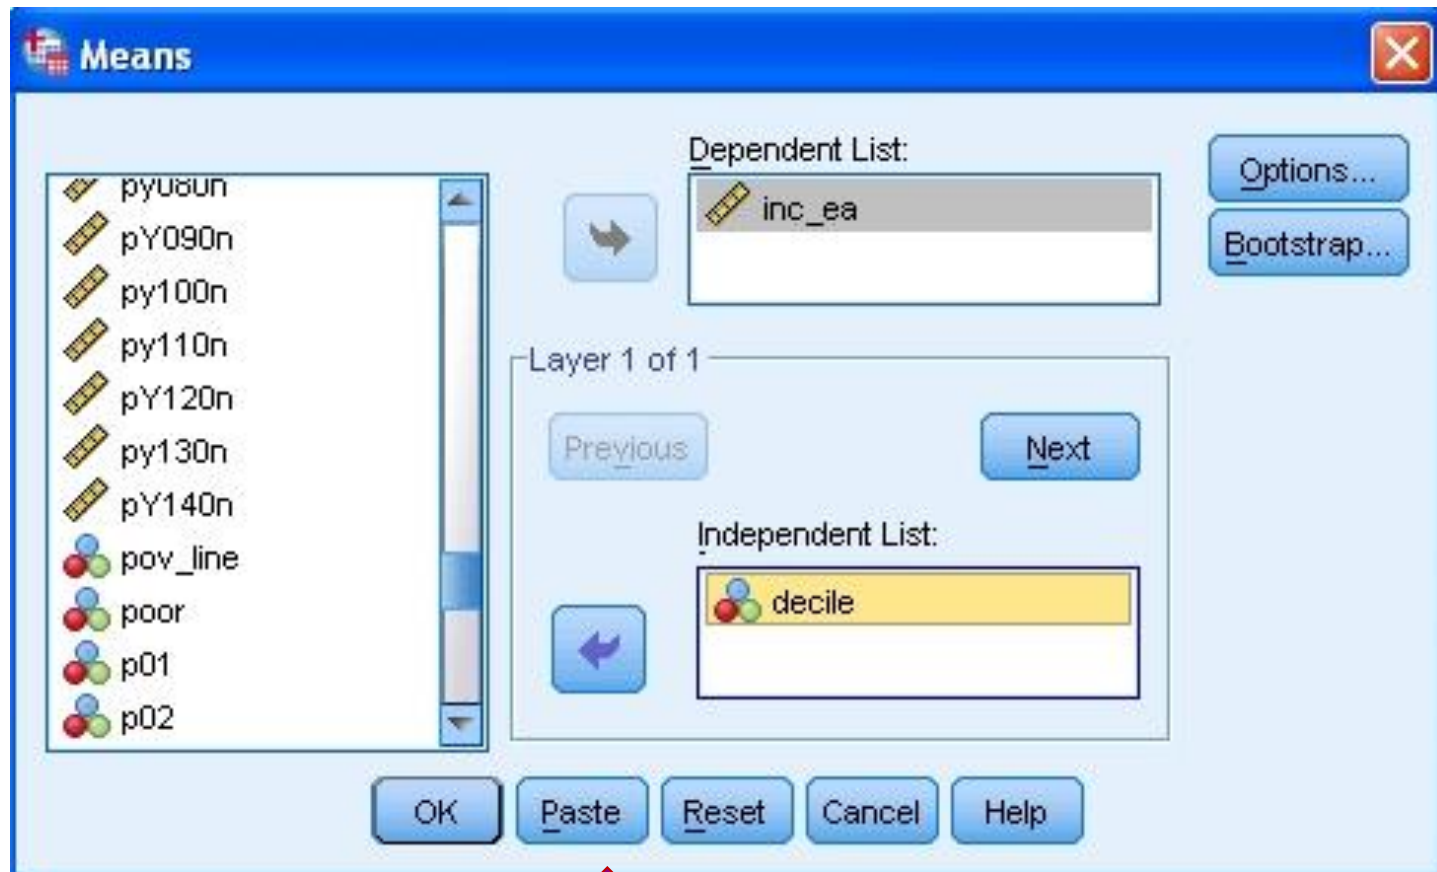 Means
pyu8un
pY090n
py100n
py110n
pY120n
py130n
pY140n
pov_line
poor
p01
p02
Dependent List:
inc_ea
Options...
Bootstrap...
Layer 1 of 1
Previous
Next
Independent List:
decile
OK
Paste
Reset
Cancel
Help